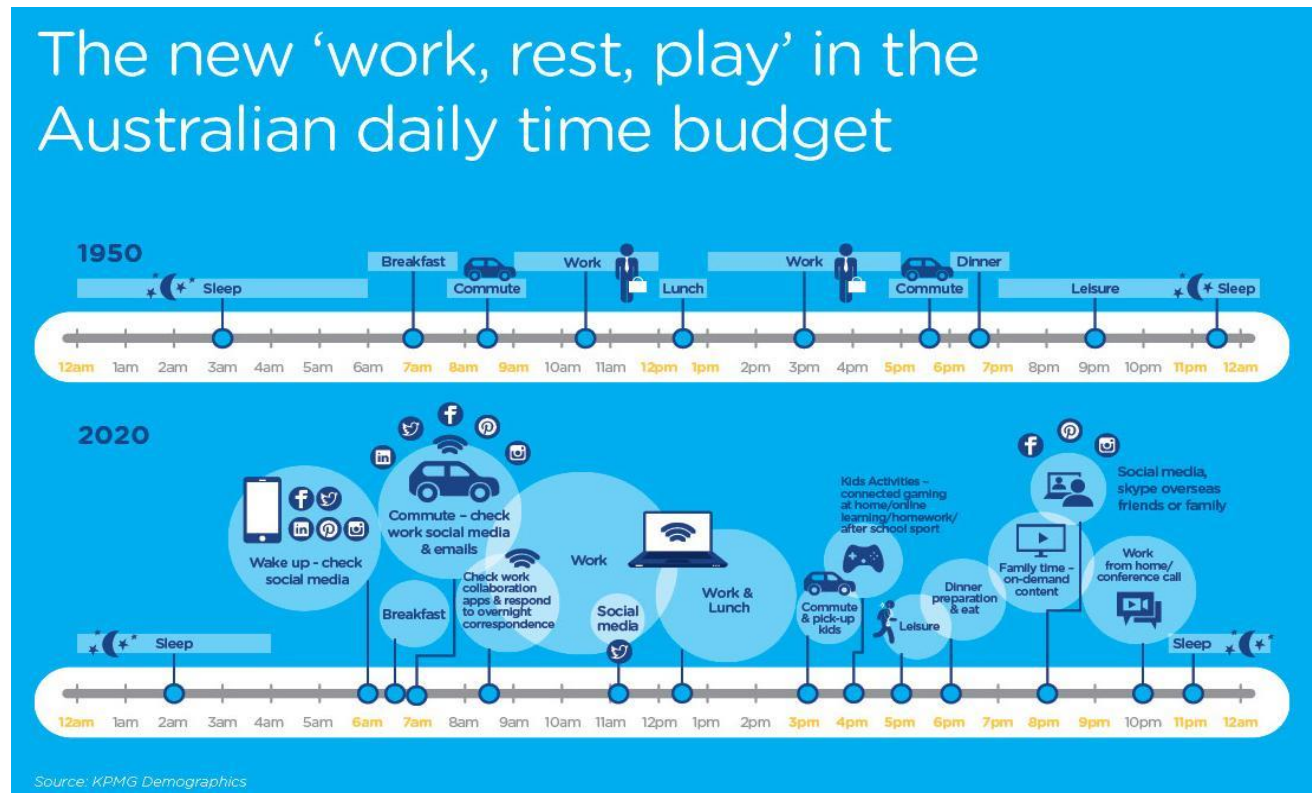 The new ‘work, rest, play’ in the
Australian daily time budget
1950
Sleep
Breakfast
Commute
Work
Lunch
Work
Commute
Dinner
Leisure
Sleep
12am 1am 2am 3am 4am 5am 6am 7am 8am 9am 10am 11am 12pm 1pm 2pm 3pm 4pm 5pm 6pm 7pm 8pm 9pm 10pm 11pm 12am
2020
Sleep
Wake up - check
social media
Breakfast
Commute – check
work social media
& emails
Check work
collaboration
apps & respond
to overnight
correspondence
Work
Social
media
Work &
Lunch
Commute
& pick-up
kids
Kids Activities –
connected gaming
at home/online
learning/homework/
after school sport
Leisure
Dinner
preparation
& eat
Family time –
on-demand
content
Social media,
skype overseas
friends or family
Work
from home/
conference call
Sleep
12am 1am 2am 3am 4am 5am 6am 7am 8am 9am 10am 11am 12pm 1pm 2pm 3pm 4pm 5pm 6pm 7pm 8pm 9pm 10pm 11pm 12am
Source: KPMG Demographics